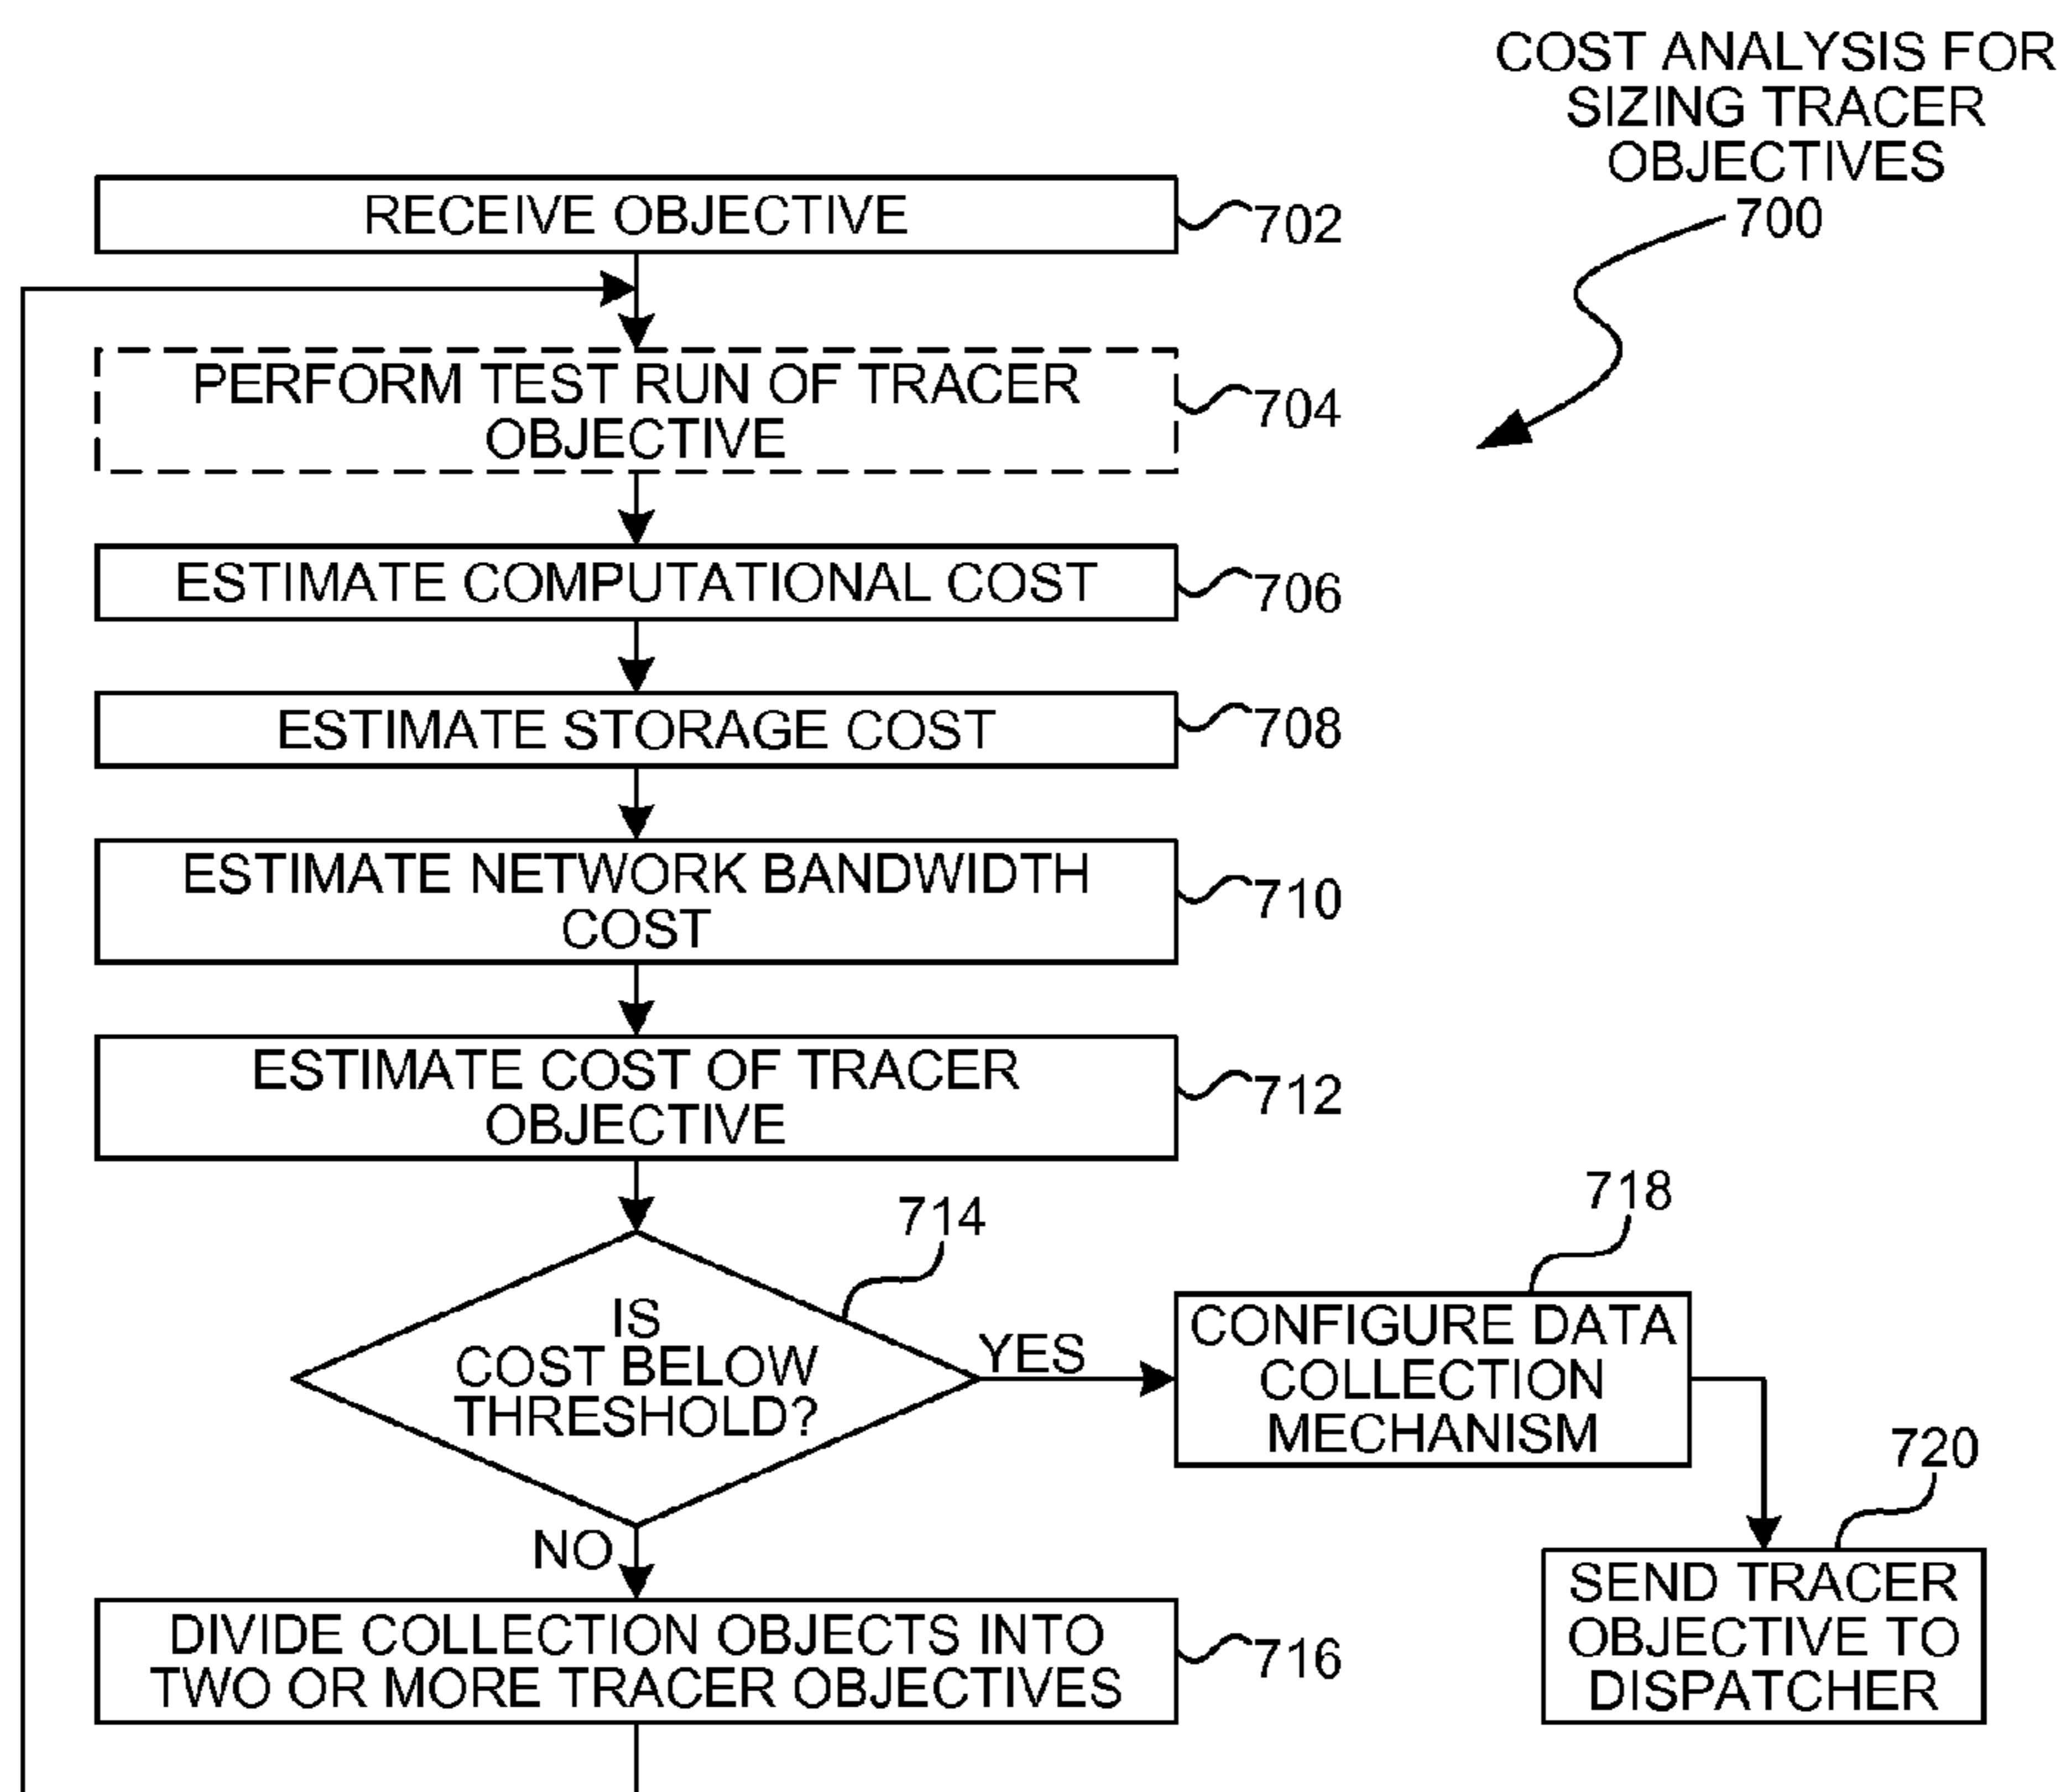 COST ANALYSIS FOR
SIZING TRACER
OBJECTIVES
700
RECEIVE OBJECTIVE
702
PERFORM TEST RUN OF TRACER
OBJECTIVE
704
ESTIMATE COMPUTATIONAL COST
706
ESTIMATE STORAGE COST
708
ESTIMATE NETWORK BANDWIDTH
COST
710
ESTIMATE COST OF TRACER
OBJECTIVE
712
714
IS
COST BELOW
THRESHOLD?
YES
NO
718
CONFIGURE DATA
COLLECTION
MECHANISM
720
SEND TRACER
OBJECTIVE TO
DISPATCHER
DIVIDE COLLECTION OBJECTS INTO
TWO OR MORE TRACER OBJECTIVES
716